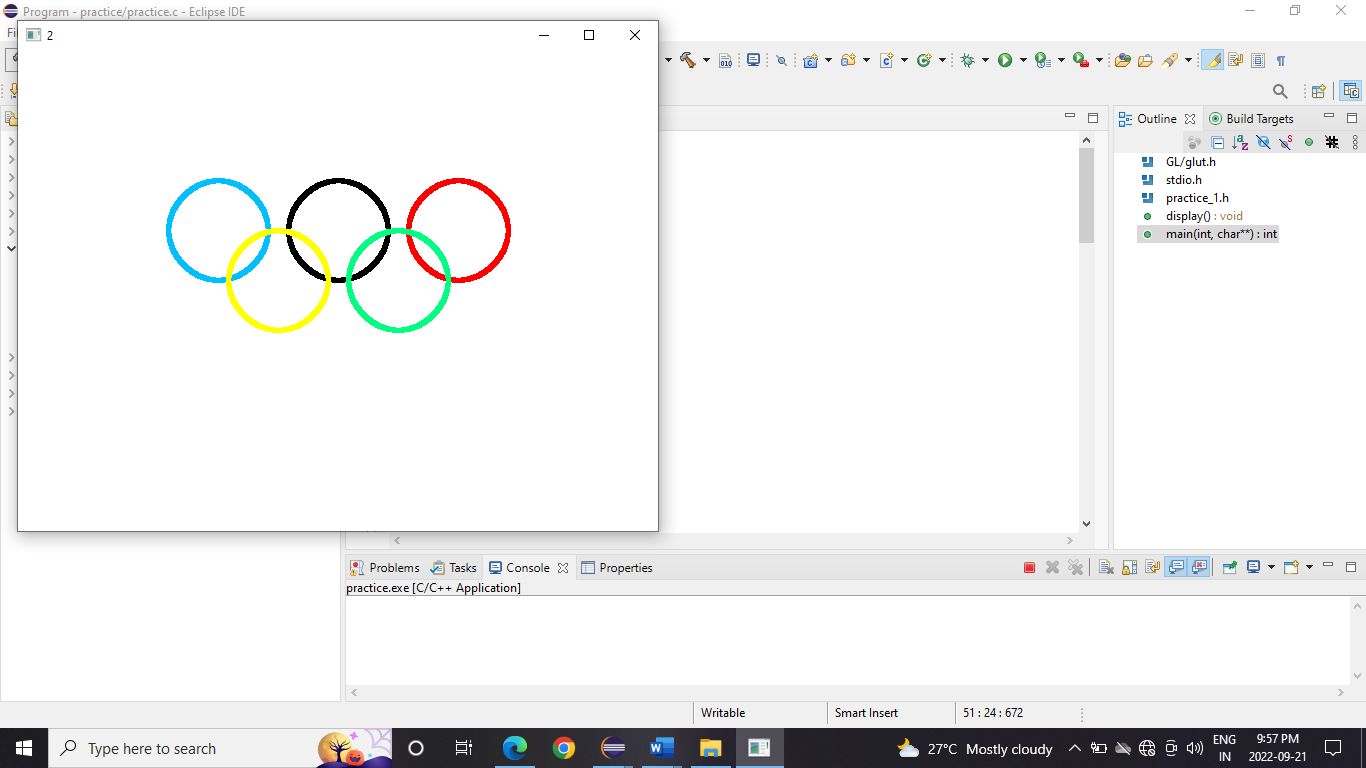 Program - practice/practice.c - Eclipse IDE
2
Outline
Build Targets
GL/glut.h
stdio.h
practice_1.h
display() : void
main(int, char**) : int
Problems
Tasks
Console
Properties
practice.exe [C/C++ Application]
Writable
Smart Insert
51 : 24 : 672
Type here to search
27°C Mostly cloudy
ENG
IN
9:57 PM
2022-09-21